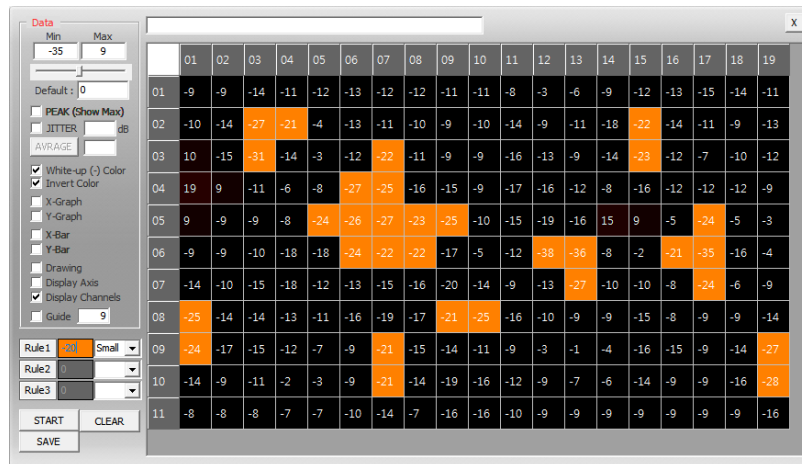 Data
Min Max
-35 9
Default : 0
PEAK (Show Max)
JITTER dB
AVRAGE
White-up (-) Color
Invert Color
X-Graph
Y-Graph
X-Bar
Y-Bar
Drawing
Display Axis
Display Channels
Guide 9
Rule1 -20 Small
Rule2 0
Rule3 0
START CLEAR
SAVE
X
01 02 03 04 05 06 07 08 09 10 11 12 13 14 15 16 17 18 19
01 -9 -9 -14 -11 -12 -13 -12 -12 -11 -11 -8 -3 -6 -9 -12 -13 -15 -14 -11
02 -10 -14 -27 -21 -4 -13 -11 -10 -9 -10 -14 -9 -11 -18 -22 -14 -11 -9 -13
03 10 -15 -31 -14 -3 -12 -22 -11 -9 -9 -16 -13 -9 -14 -23 -12 -7 -10 -12
04 19 9 -11 -6 -8 -27 -25 -16 -15 -9 -17 -16 -12 -8 -16 -12 -12 -12 -9
05 9 -9 -9 -8 -24 -26 -27 -23 -25 -10 -15 -19 -16 15 9 -5 -24 -5 -3
06 -9 -9 -10 -18 -18 -24 -22 -22 -17 -5 -12 -38 -36 -8 -2 -21 -35 -16 -4
07 -14 -10 -15 -18 -12 -13 -15 -16 -20 -14 -9 -13 -27 -10 -10 -8 -24 -6 -9
08 -25 -14 -14 -13 -11 -16 -19 -17 -21 -25 -16 -10 -9 -9 -15 -8 -9 -9 -14
09 -24 -17 -15 -12 -7 -9 -21 -15 -14 -11 -9 -3 -1 -4 -16 -15 -9 -14 -27
10 -14 -9 -11 -2 -3 -9 -21 -14 -19 -16 -12 -9 -7 -6 -14 -9 -9 -16 -28
11 -8 -8 -8 -7 -7 -10 -14 -7 -16 -16 -10 -9 -9 -9 -9 -9 -9 -9 -16